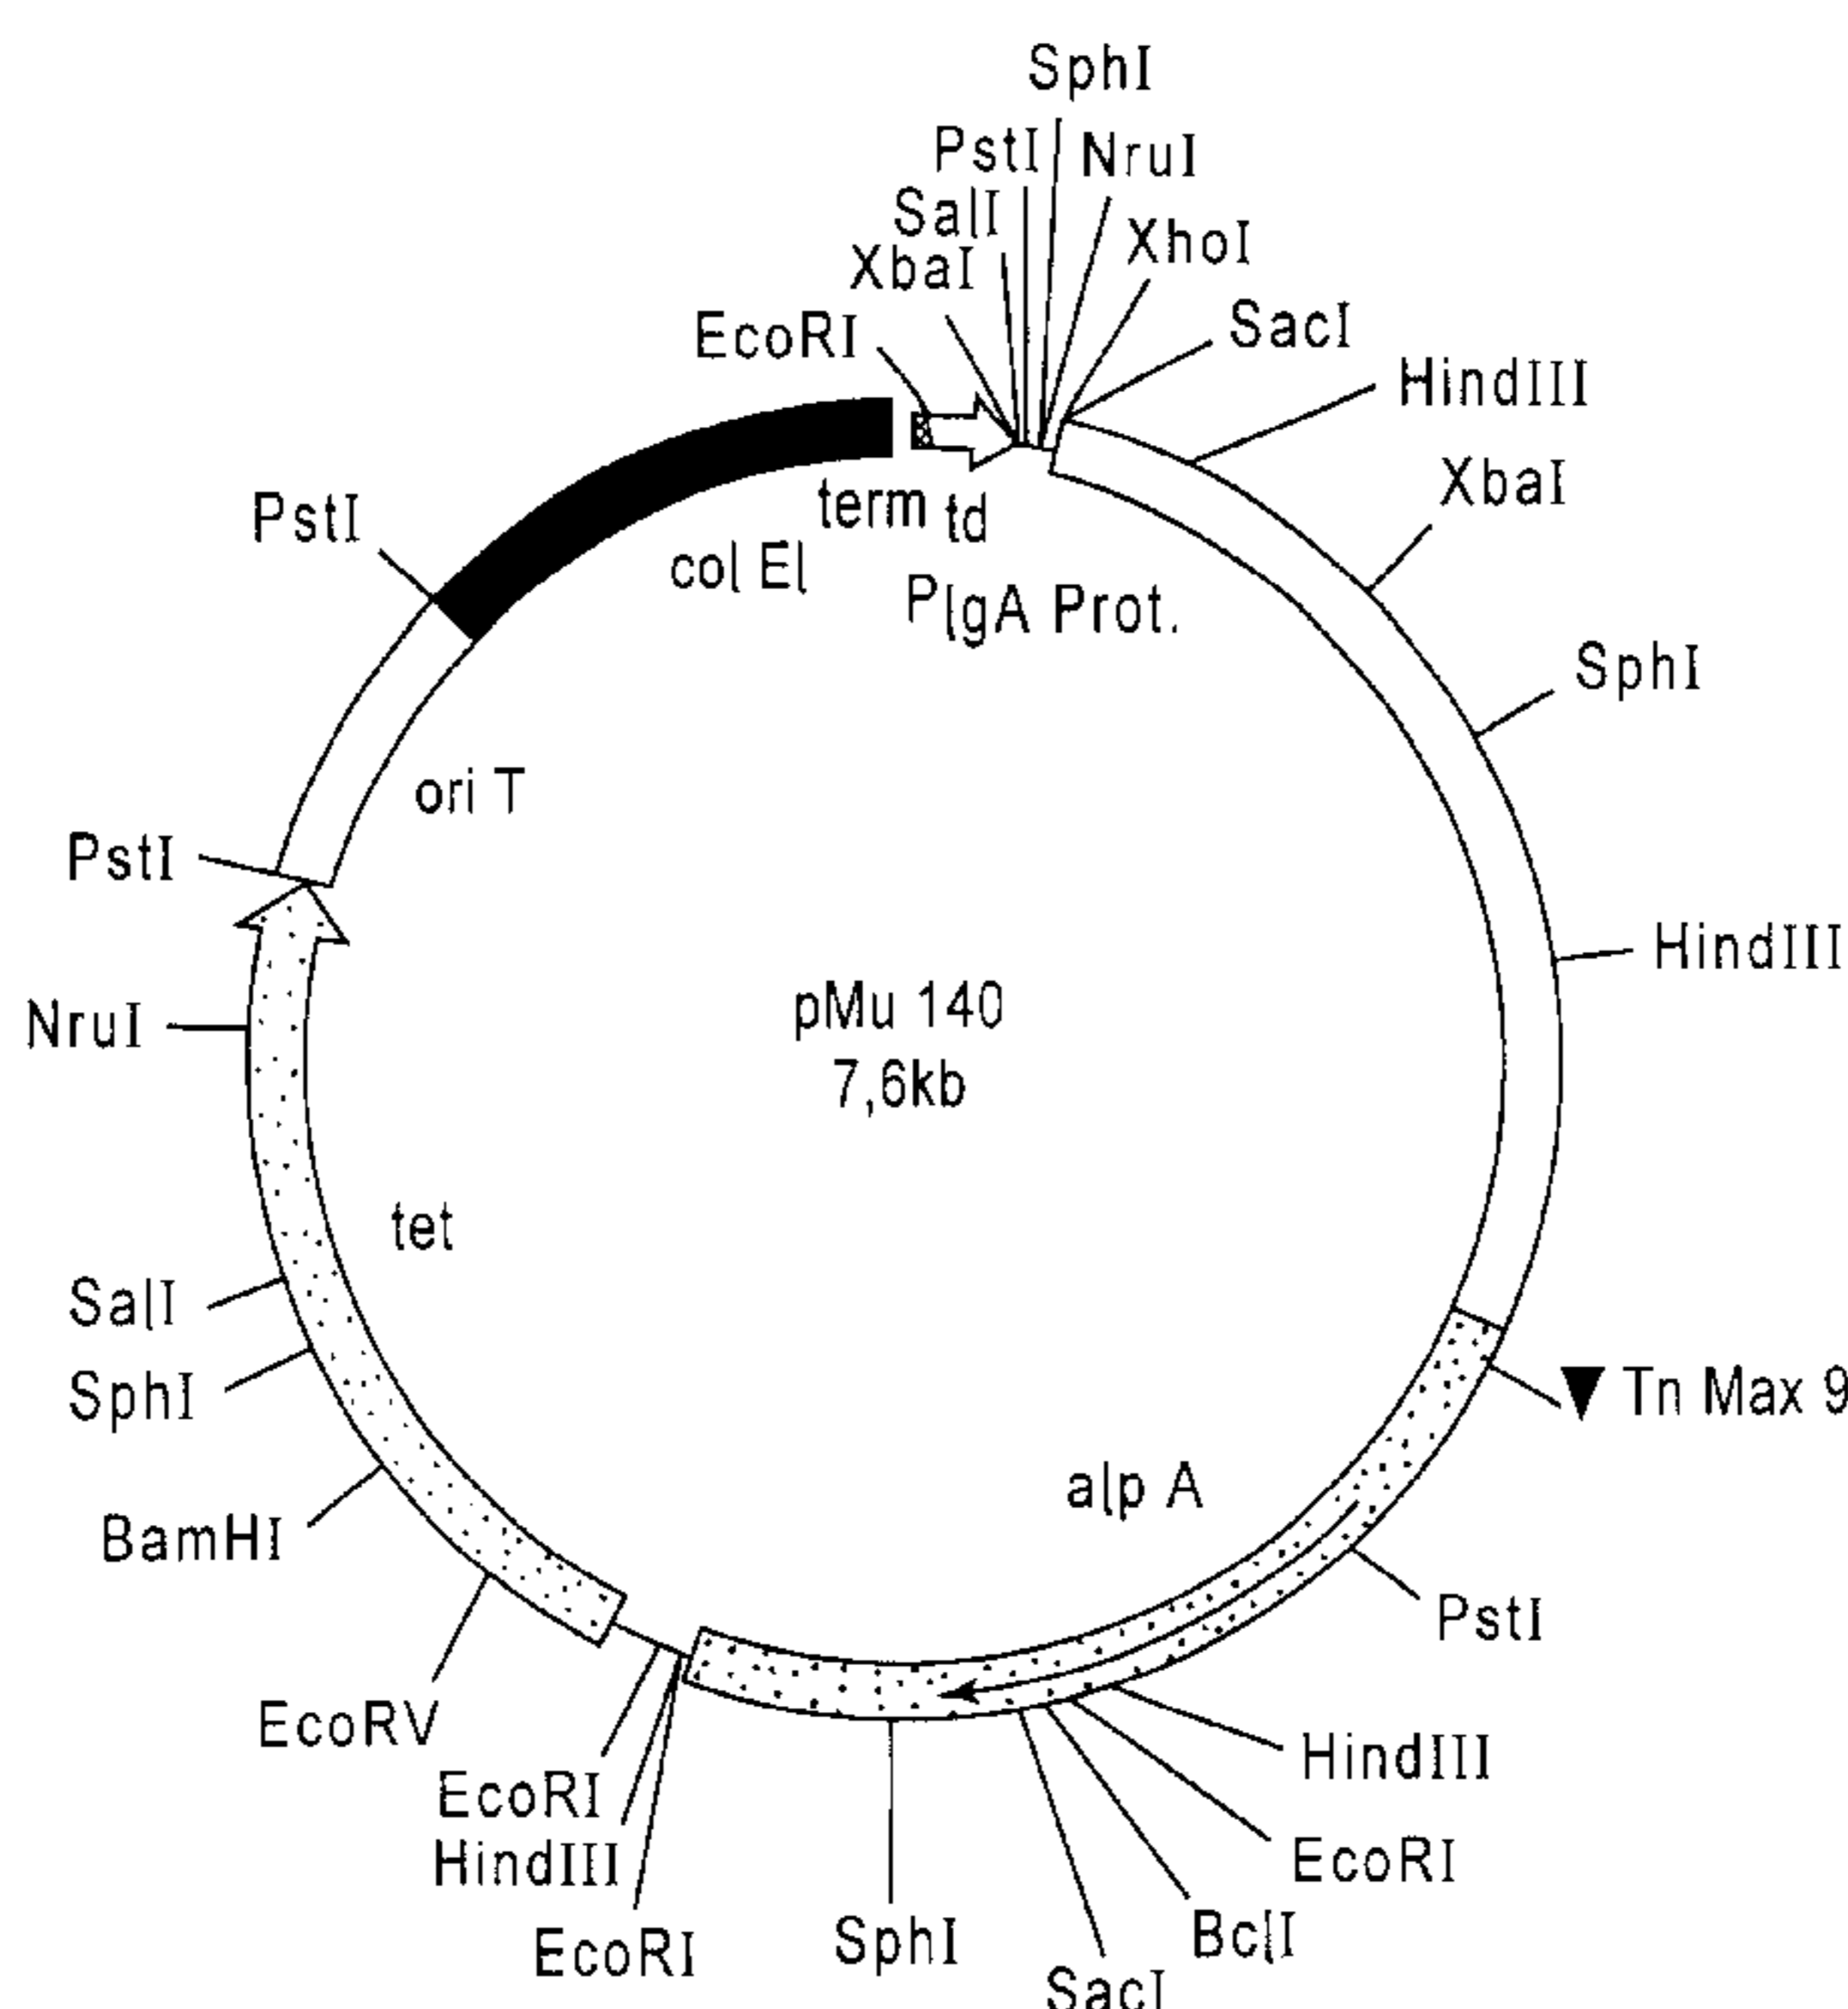 SphI
PstI
NruI
SalI
XhoI
XbaI
SacI
EcoRI
HindIII
XbaI
PstI
term
td
col EI
PIgA Prot.
SphI
ori T
PstI
HindIII
NruI
pMu 140
7,6kb
tet
SalI
SphI
Tn Max 9
alp A
BamHI
PstI
EcoRV
HindIII
EcoRI
HindIII
EcoRI
EcoRI
SphI
BclI
SacI